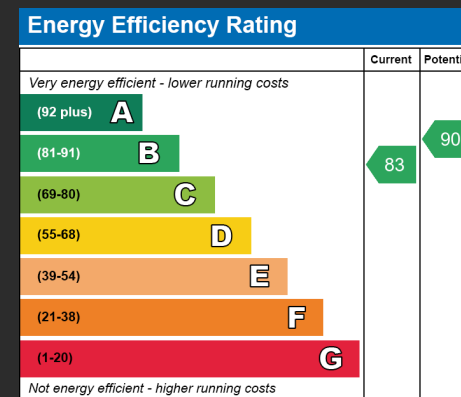 Energy Efficiency Rating
Current
Very energy efficient - lower running costs
(92 plus) A
(81-91) B
90
83
(69-80) C
(55-68) D
(39-54) E
(21-38) F
(1-20) G
Not energy efficient - higher running costs